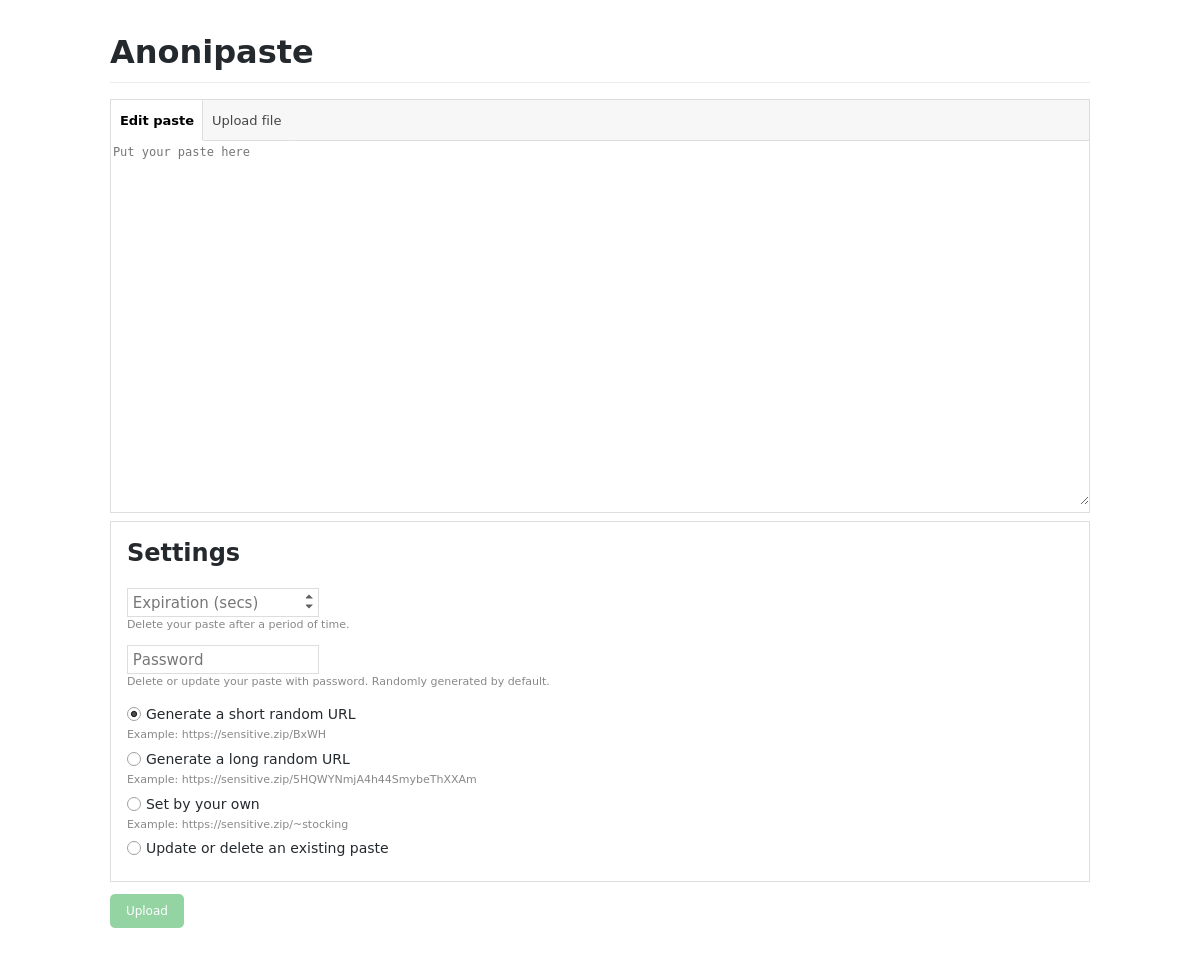 Anonipaste
Edit paste
Upload file
Put your paste here
Settings
Expiration (secs)
Delete your paste after a period of time.
Password
Delete or update your paste with password. Randomly generated by default.
Generate a short random URL
Example: https://sensitive.zip/BxWH
Generate a long random URL
Example: https://sensitive.zip/5HQWYNmjA4h44SmybeThXXAm
Set by your own
Example: https://sensitive.zip/~stocking
Update or delete an existing paste
Upload